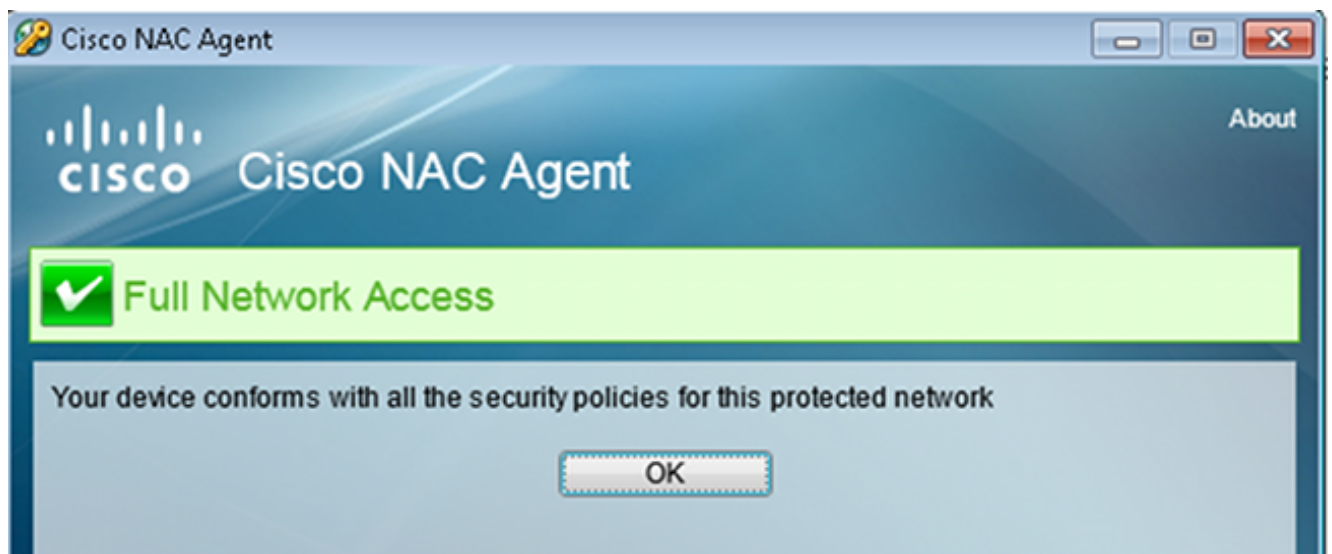 Cisco NAC Agent
About
CISCO Cisco NAC Agent
Full Network Access
Your device conforms with all the security policies for this protected network
OK